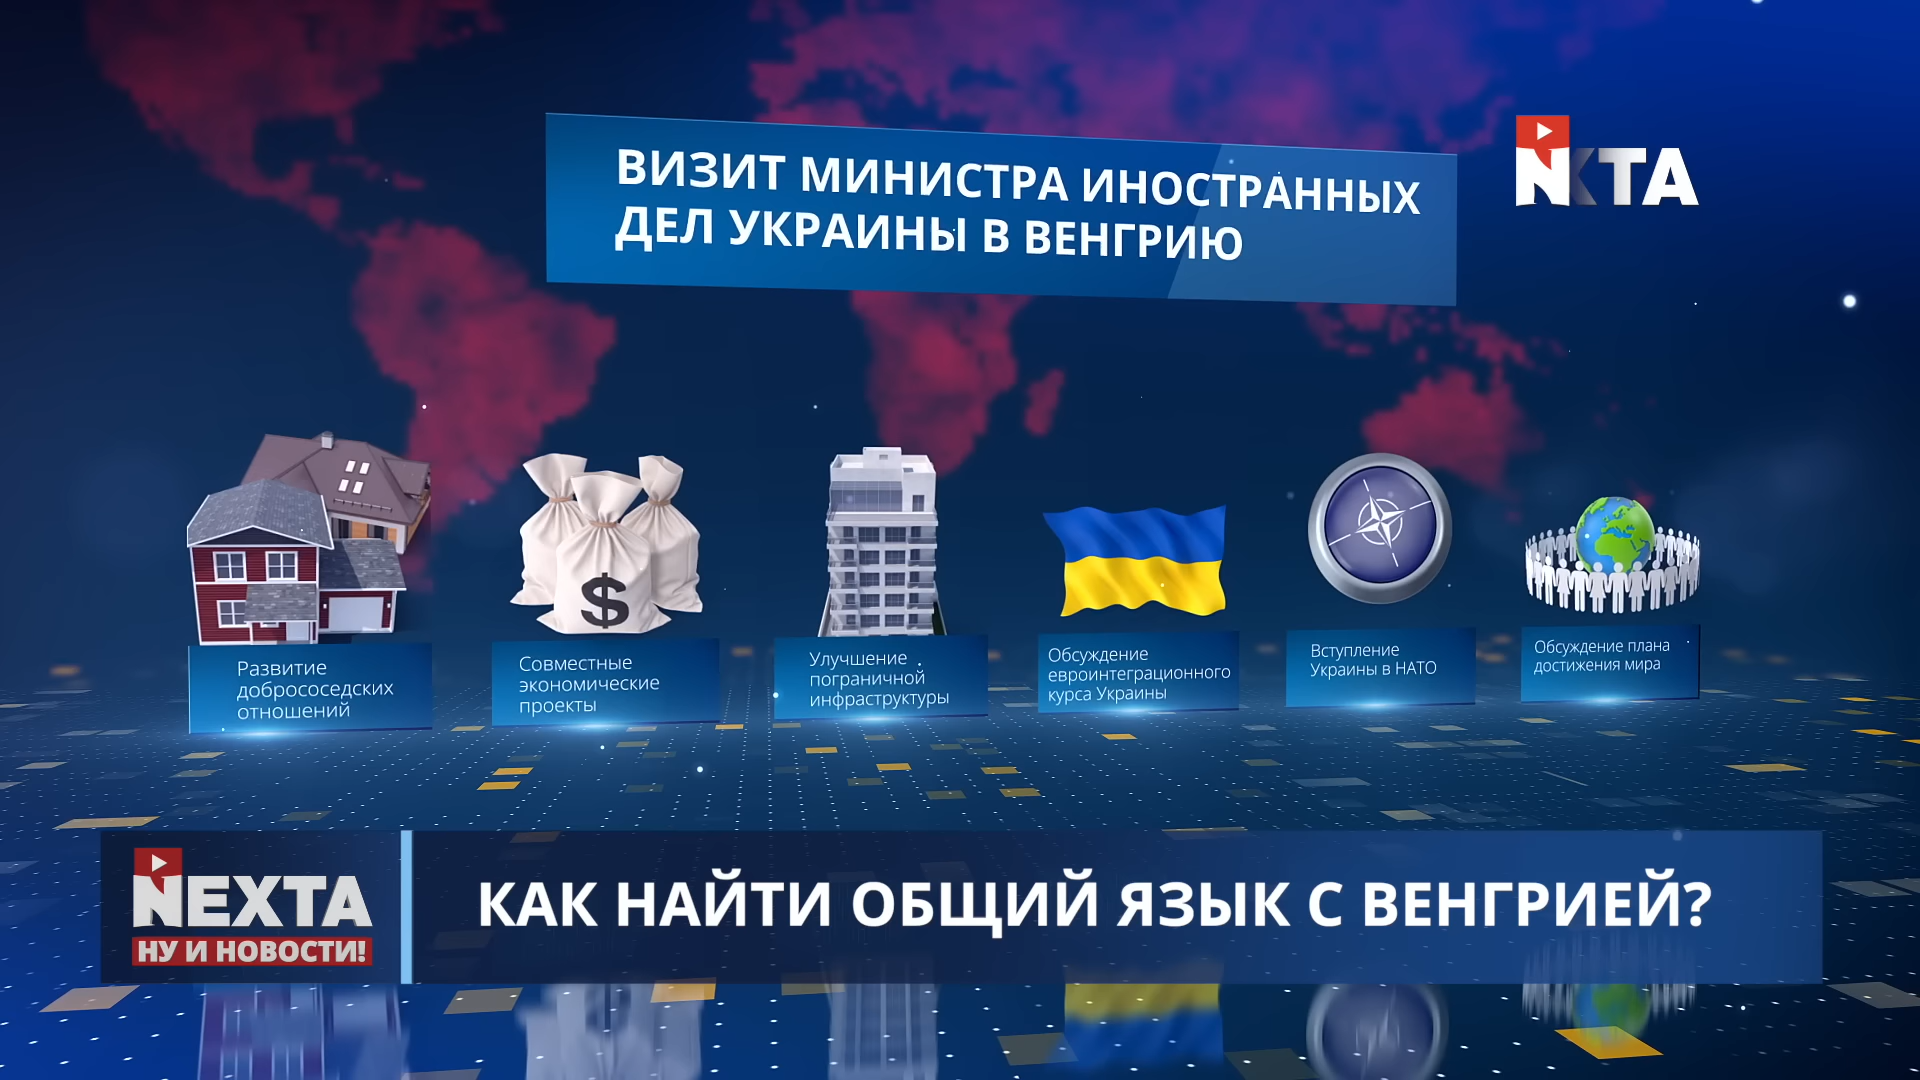 ВИЗИТ МИНИСТРА ИНОСТРАННЫХ
ДЕЛ УКРАИНЫ В ВЕНГРИЮ
NXTA
$
Развитие
добрососедских
отношений
Совместные
экономические
проекты
Улучшение
пограничной
инфраструктуры
Обсуждение
евроинтеграционного
курса Украины
Вступление
Украины в НАТО
Обсуждение плана
достижения мира
NEXTA
НУ И НОВОСТИ!
КАК НАЙТИ ОБЩИЙ ЯЗЫК С ВЕНГРИЕЙ?